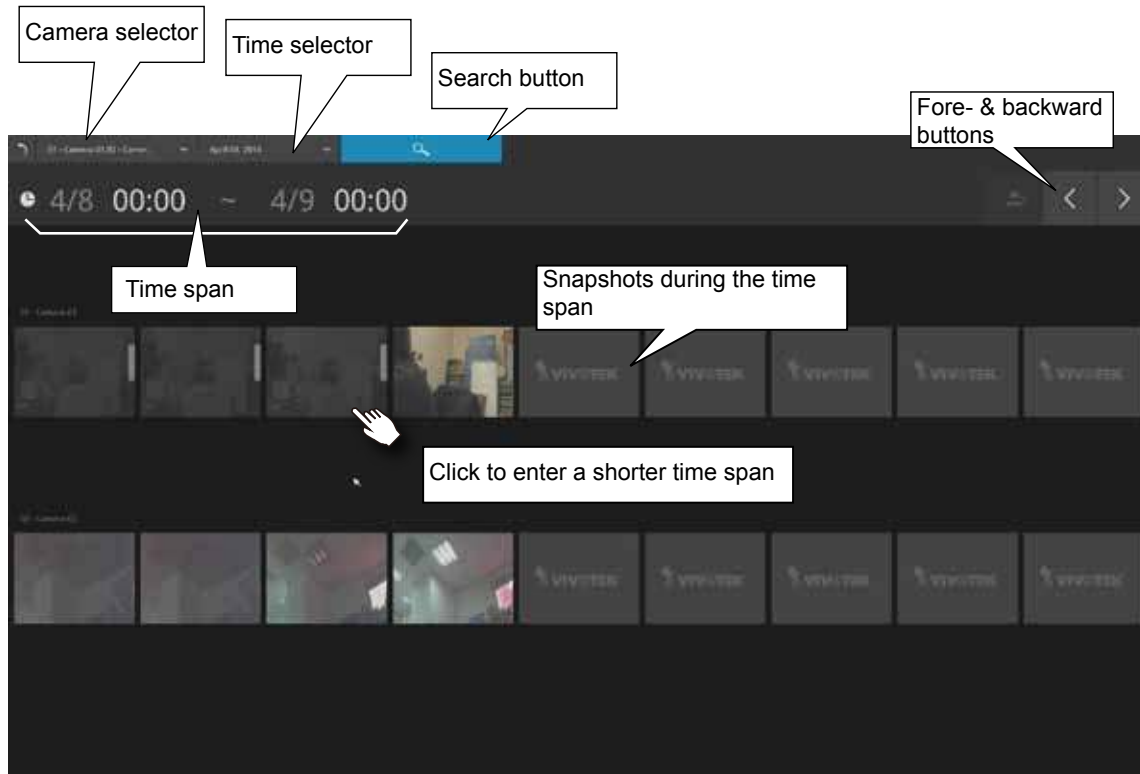 Camera selector
Time selector
Search button
Fore- & backward
buttons
4/8 00:00 ~ 4/9 00:00
Time span
Snapshots during the time
span
VIVOTEK VIVOTEK VIVOTEK VIVOTEK VIVOTEK
Click to enter a shorter time span
VIVOTEK VIVOTEK VIVOTEK VIVOTEK VIVOTEK